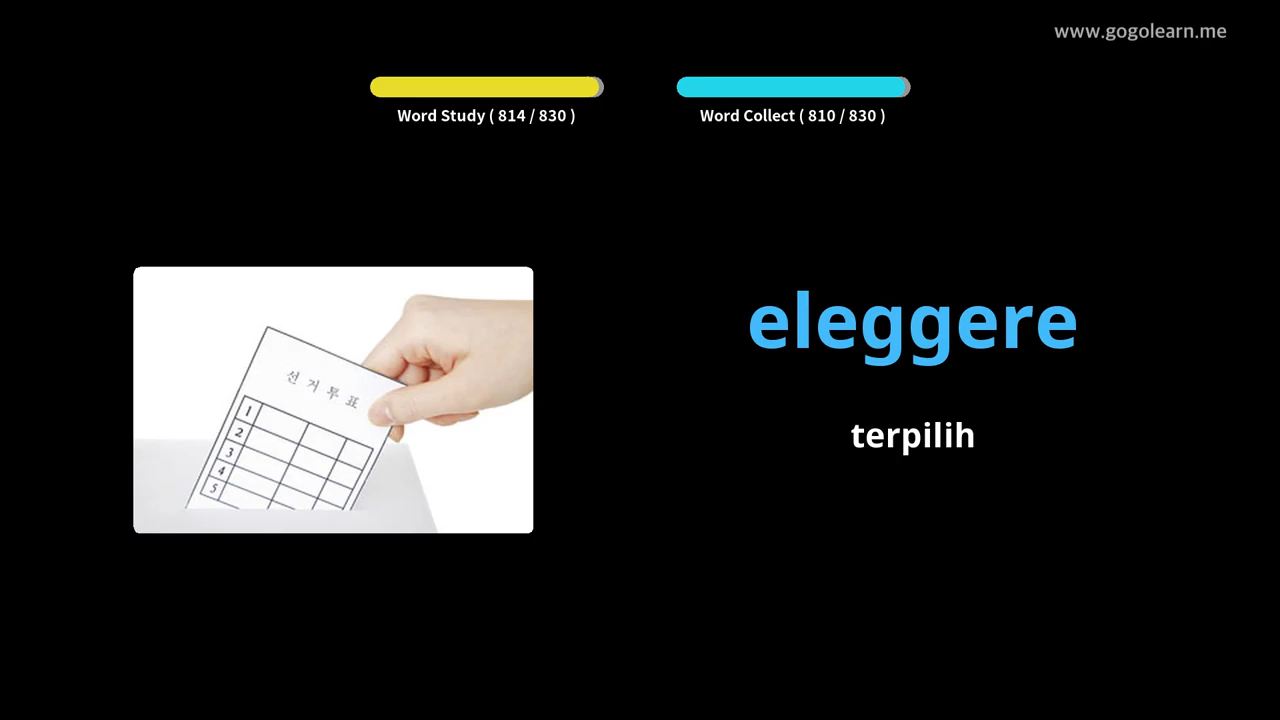 www.gogolearn.me
Word Study ( 814 / 830 )
Word Collect ( 810 / 830 )
선거투표
1
2
3
4
5
eleggere
terpilih